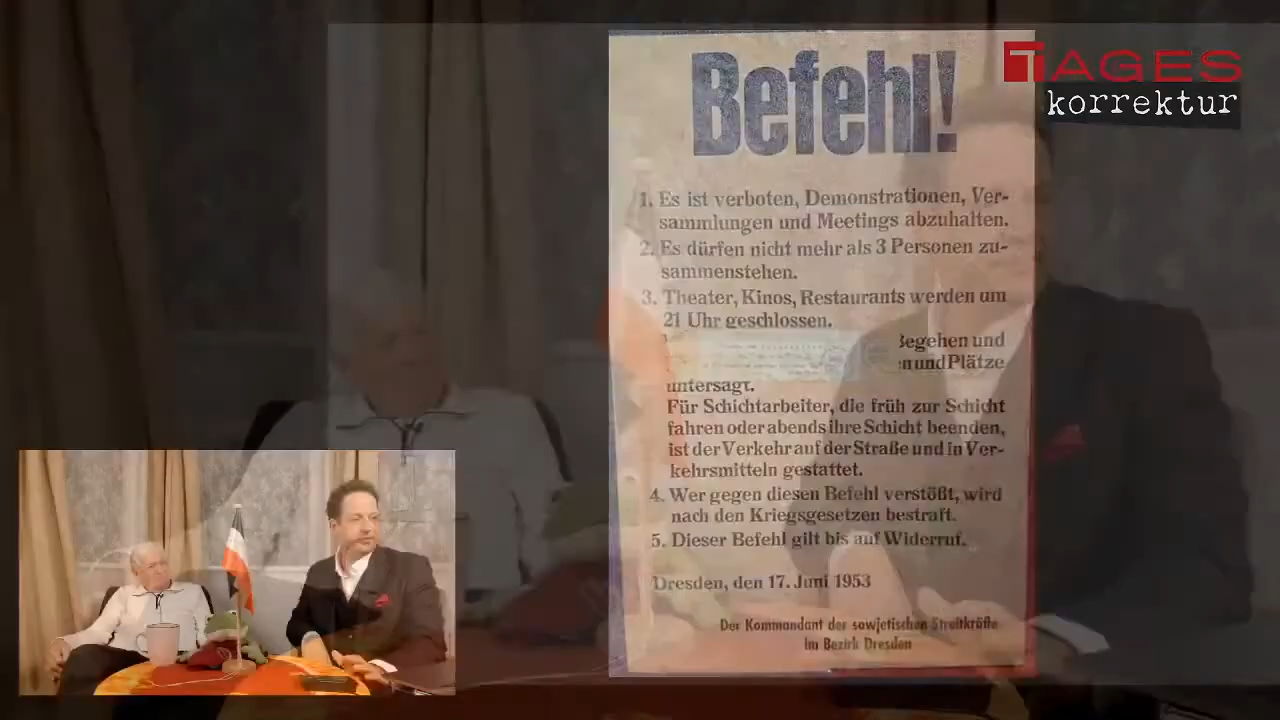 TAGES
korrektur
Befehl!
1. Es ist verboten, Demonstrationen, Ver-
sammlungen und Meetings abzuhalten.
2. Es dürfen nicht mehr als 3 Personen zu-
sammenstehen.
3. Theater, Kinos, Restaurants werden um
21 Uhr geschlossen.
Begehen und
und Plätze
untersagt.
Für Schichtarbeiter, die früh zur Schicht
fahren oder abends ihre Schicht beenden,
ist der Verkehr auf der Straße und in Ver-
kehrsmitteln gestattet.
4. Wer gegen diesen Befehl verstößt, wird
nach den Kriegsgesetzen bestraft.
5. Dieser Befehl gilt bis auf Widerruf.
Dresden, den 17. Juni 1953
Der Kommandant der sowjetischen Streitkräfte
im Bezirk Dresden